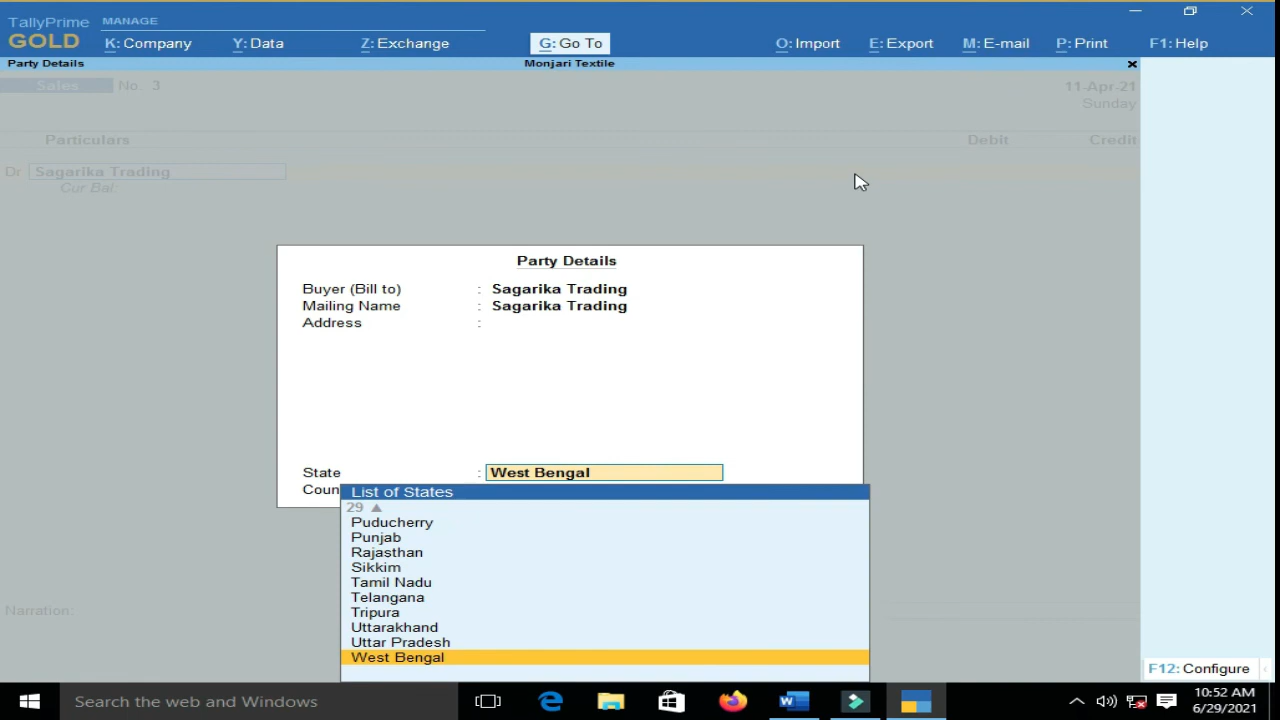 TallyPrime MANAGE
GOLD K: Company Y: Data Z: Exchange G: Go To O: Import E: Export M: E-mail P: Print F1: Help
Party Details Monjari Textile
Sales No. 3 11-Apr-21
Sunday
Particulars Debit Credit
Dr Sagarika Trading
Cur Bal:
Party Details
Buyer (Bill to) : Sagarika Trading
Mailing Name : Sagarika Trading
Address :
State : West Bengal
Coun
List of States
29
Puducherry
Punjab
Rajasthan
Sikkim
Tamil Nadu
Telangana
Tripura
Uttarakhand
Uttar Pradesh
West Bengal
Narration:
F12: Configure
Search the web and Windows
10:52 AM
6/29/2021